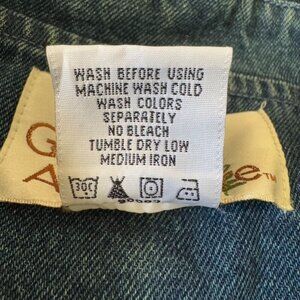 WASH BEFORE USING
MACHINE WASH COLD
WASH COLORS
SEPARATELY
NO BLEACH
TUMBLE DRY LOW
MEDIUM IRON
30C